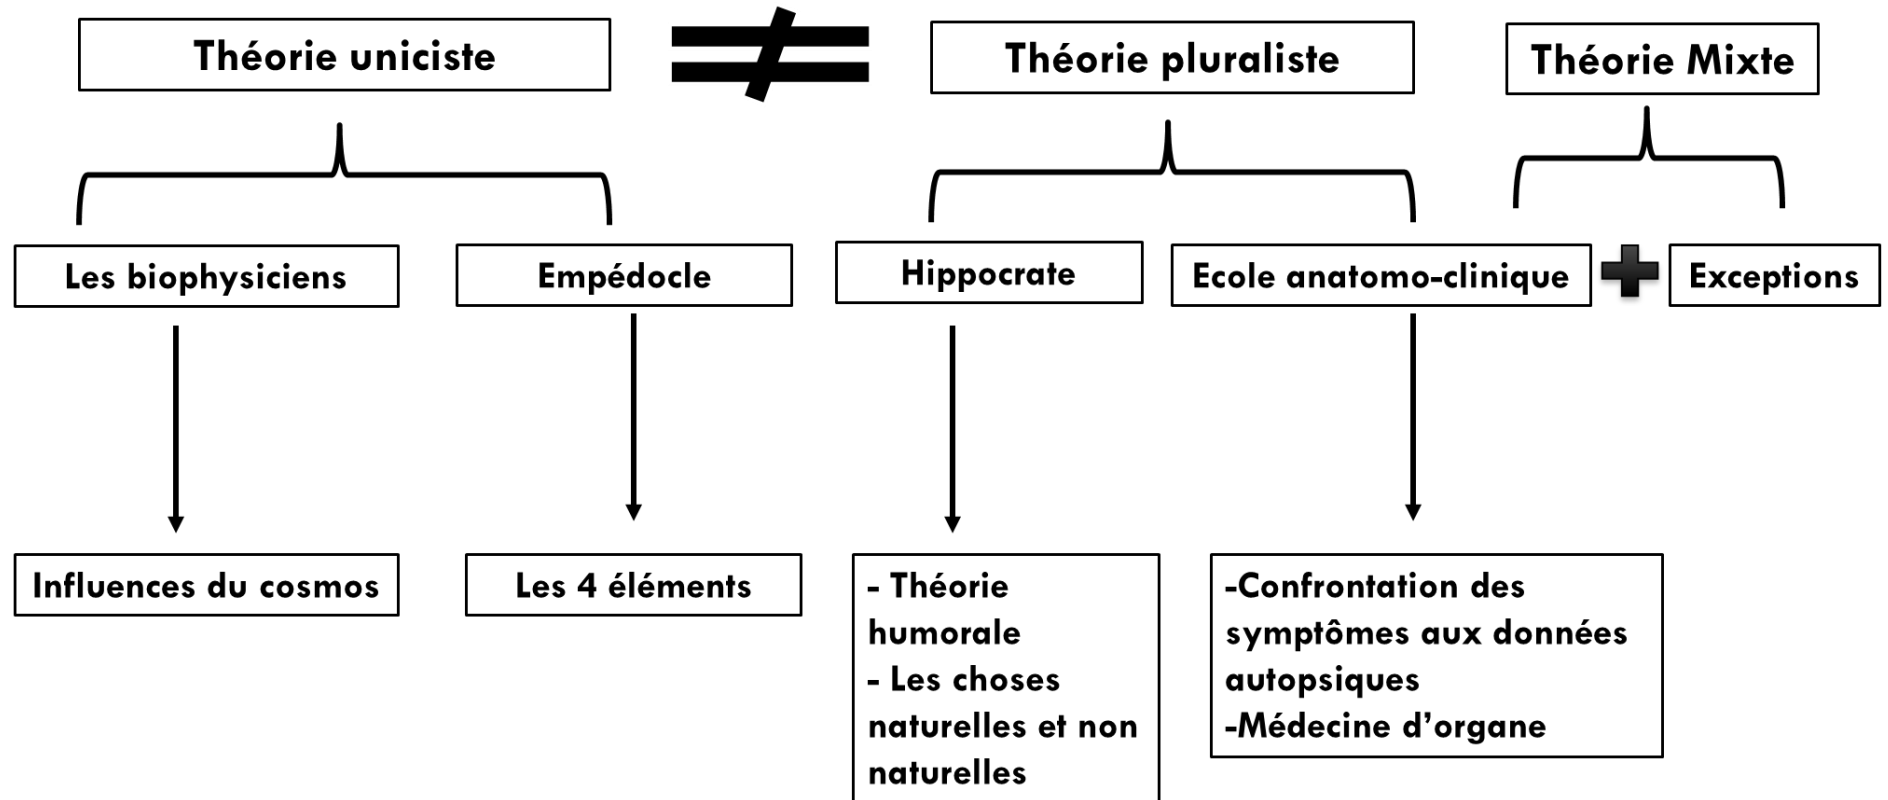 Théorie uniciste
Théorie pluraliste
Théorie Mixte
Les biophysiciens
Empédocle
Hippocrate
Ecole anatomo-clinique
Exceptions
Influences du cosmos
Les 4 éléments
- Théorie
humorale
- Les choses
naturelles et non
naturelles
-Confrontation des
symptômes aux données
autopsiques
-Médecine d’organe